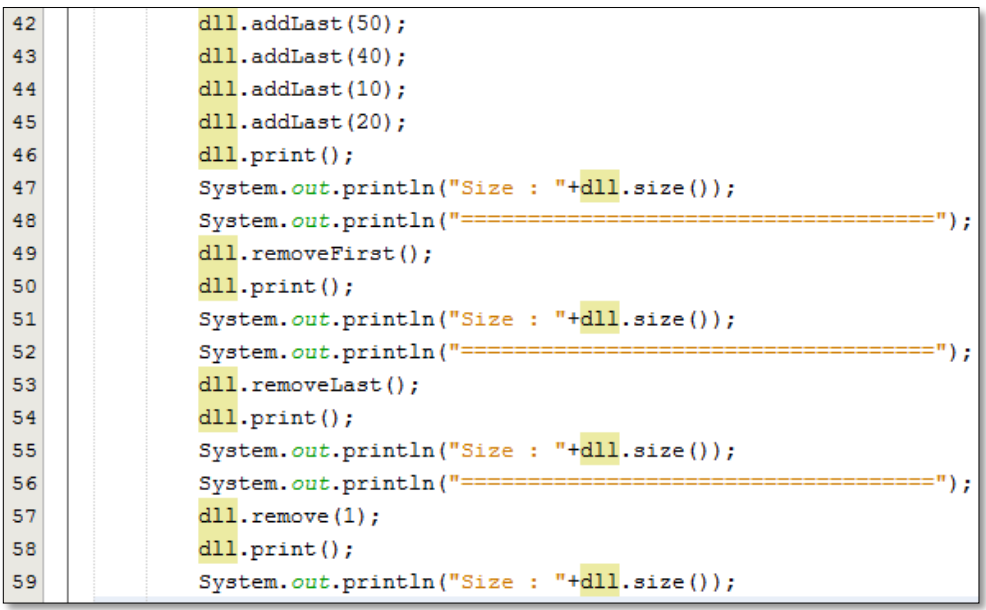 42 dll.addLast(50);
43 dll.addLast(40);
44 dll.addLast(10);
45 dll.addLast(20);
46 dll.print();
47 System.out.println("Size : "+dll.size());
48 System.out.println("===================================");
49 dll.removeFirst();
50 dll.print();
51 System.out.println("Size : "+dll.size());
52 System.out.println("===================================");
53 dll.removeLast();
54 dll.print();
55 System.out.println("Size : "+dll.size());
56 System.out.println("===================================");
57 dll.remove(1);
58 dll.print();
59 System.out.println("Size : "+dll.size());